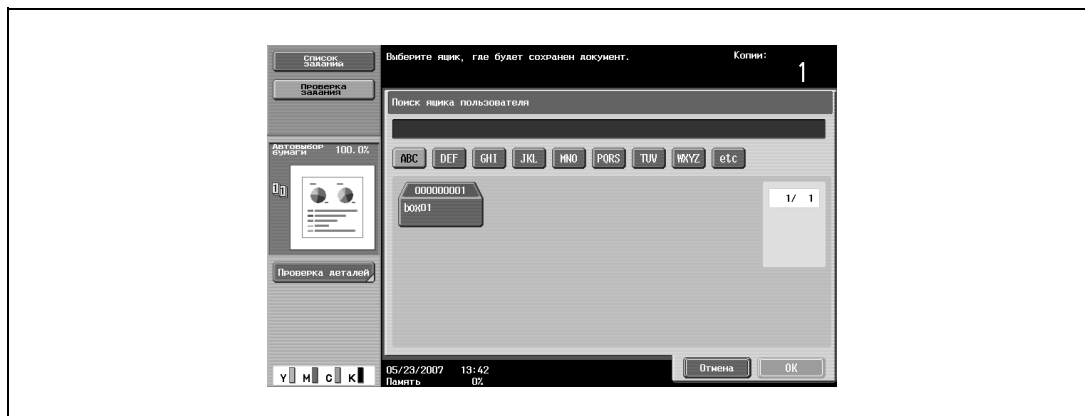 Список
заданий
Проверка
задания
Автовыбор
бумаги 100.0%
Проверка деталей
Y M C K
Выберите ящик, где будет сохранен документ.
Копии:
1
Поиск ящика пользователя
ABC DEF GHI JKL MNO PQRS TUV WXYZ etc
000000001
box01
1/ 1
05/23/2007 13:42
Память 0%
Отмена OK